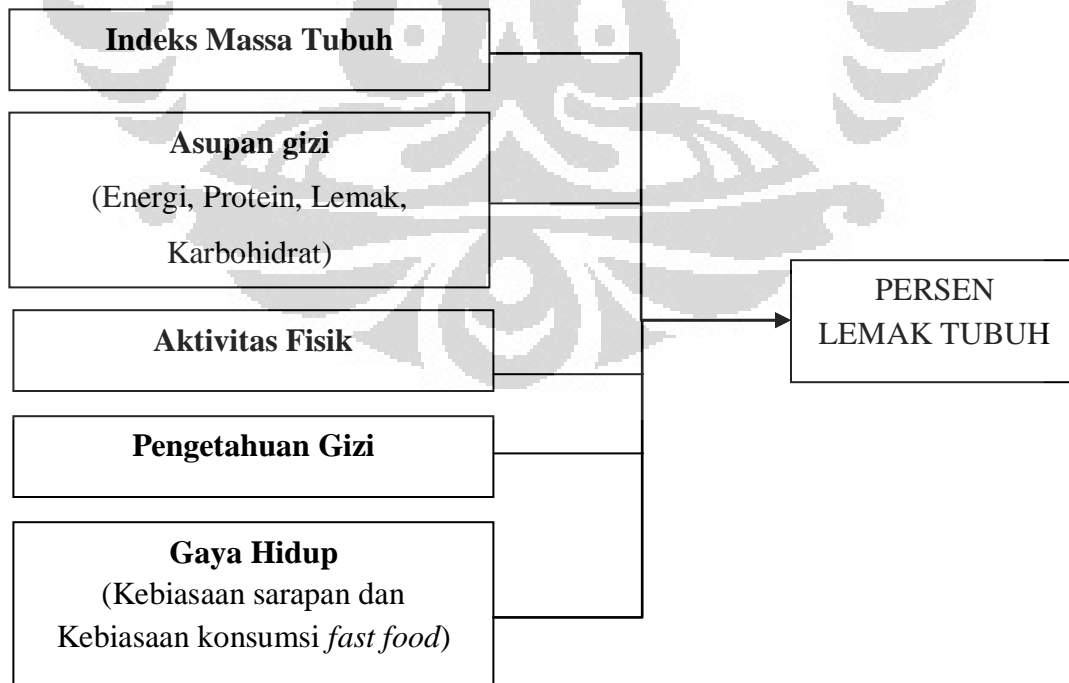 Indeks Massa Tubuh
Asupan gizi
(Energi, Protein, Lemak,
Karbohidrat)
Aktivitas Fisik
Pengetahuan Gizi
Gaya Hidup
(Kebiasaan sarapan dan
Kebiasaan konsumsi fast food)
PERSEN
LEMAK TUBUH